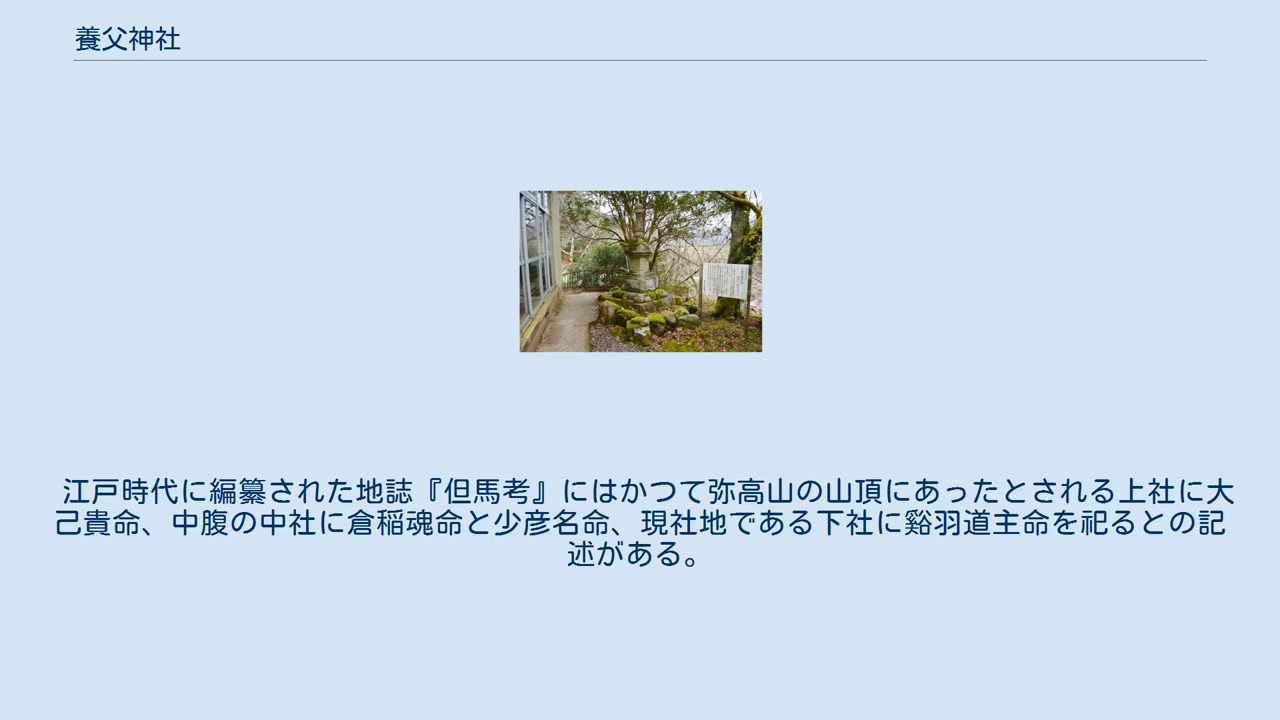 養父神社
江戸時代に編纂された地誌『但馬考』にはかつて弥高山の山頂にあったとされる上社に大
己貴命、中腹の中社に倉稲魂命と少彦名命、現社地である下社に谿羽道主命を祀るとの記
述がある。